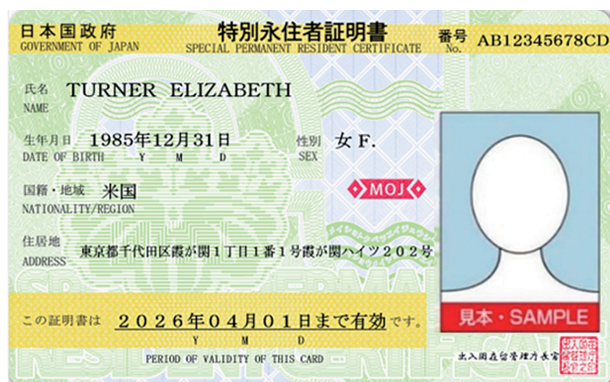 日本国政府 特別永住者証明書 番号 AB12345678CD
GOVERNMENT OF JAPAN SPECIAL PERMANENT RESIDENT CERTIFICATE No.
氏名 TURNER ELIZABETH
NAME
生年月日 1985年12月31日 性別 女 F.
DATE OF BIRTH Y M D SEX
国籍・地域 米国 MOJ
NATIONALITY/REGION
住居地 東京都千代田区霞が関1丁目1番1号霞が関ハイツ202号
ADDRESS
見本・SAMPLE
この証明書は 2026年04月01日まで有効 です。
Y M D
PERIOD OF VALIDITY OF THIS CARD
出入国在留管理庁長官